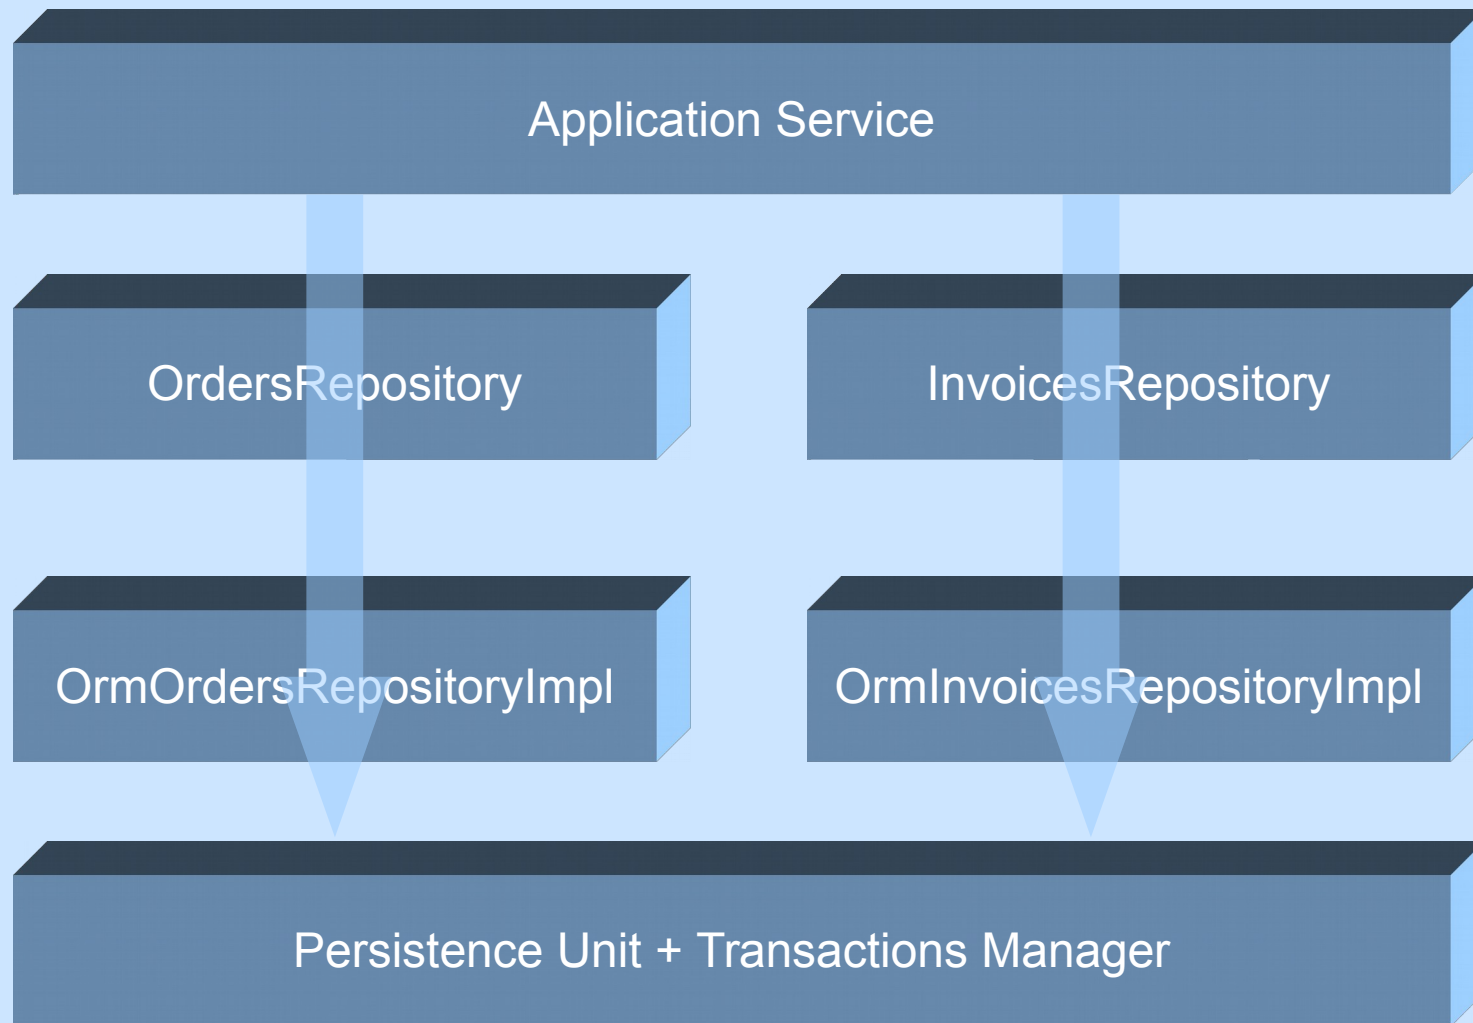 Application Service
OrdersRepository
InvoicesRepository
OrmOrdersRepositoryImpl
OrmInvoicesRepositoryImpl
Persistence Unit + Transactions Manager